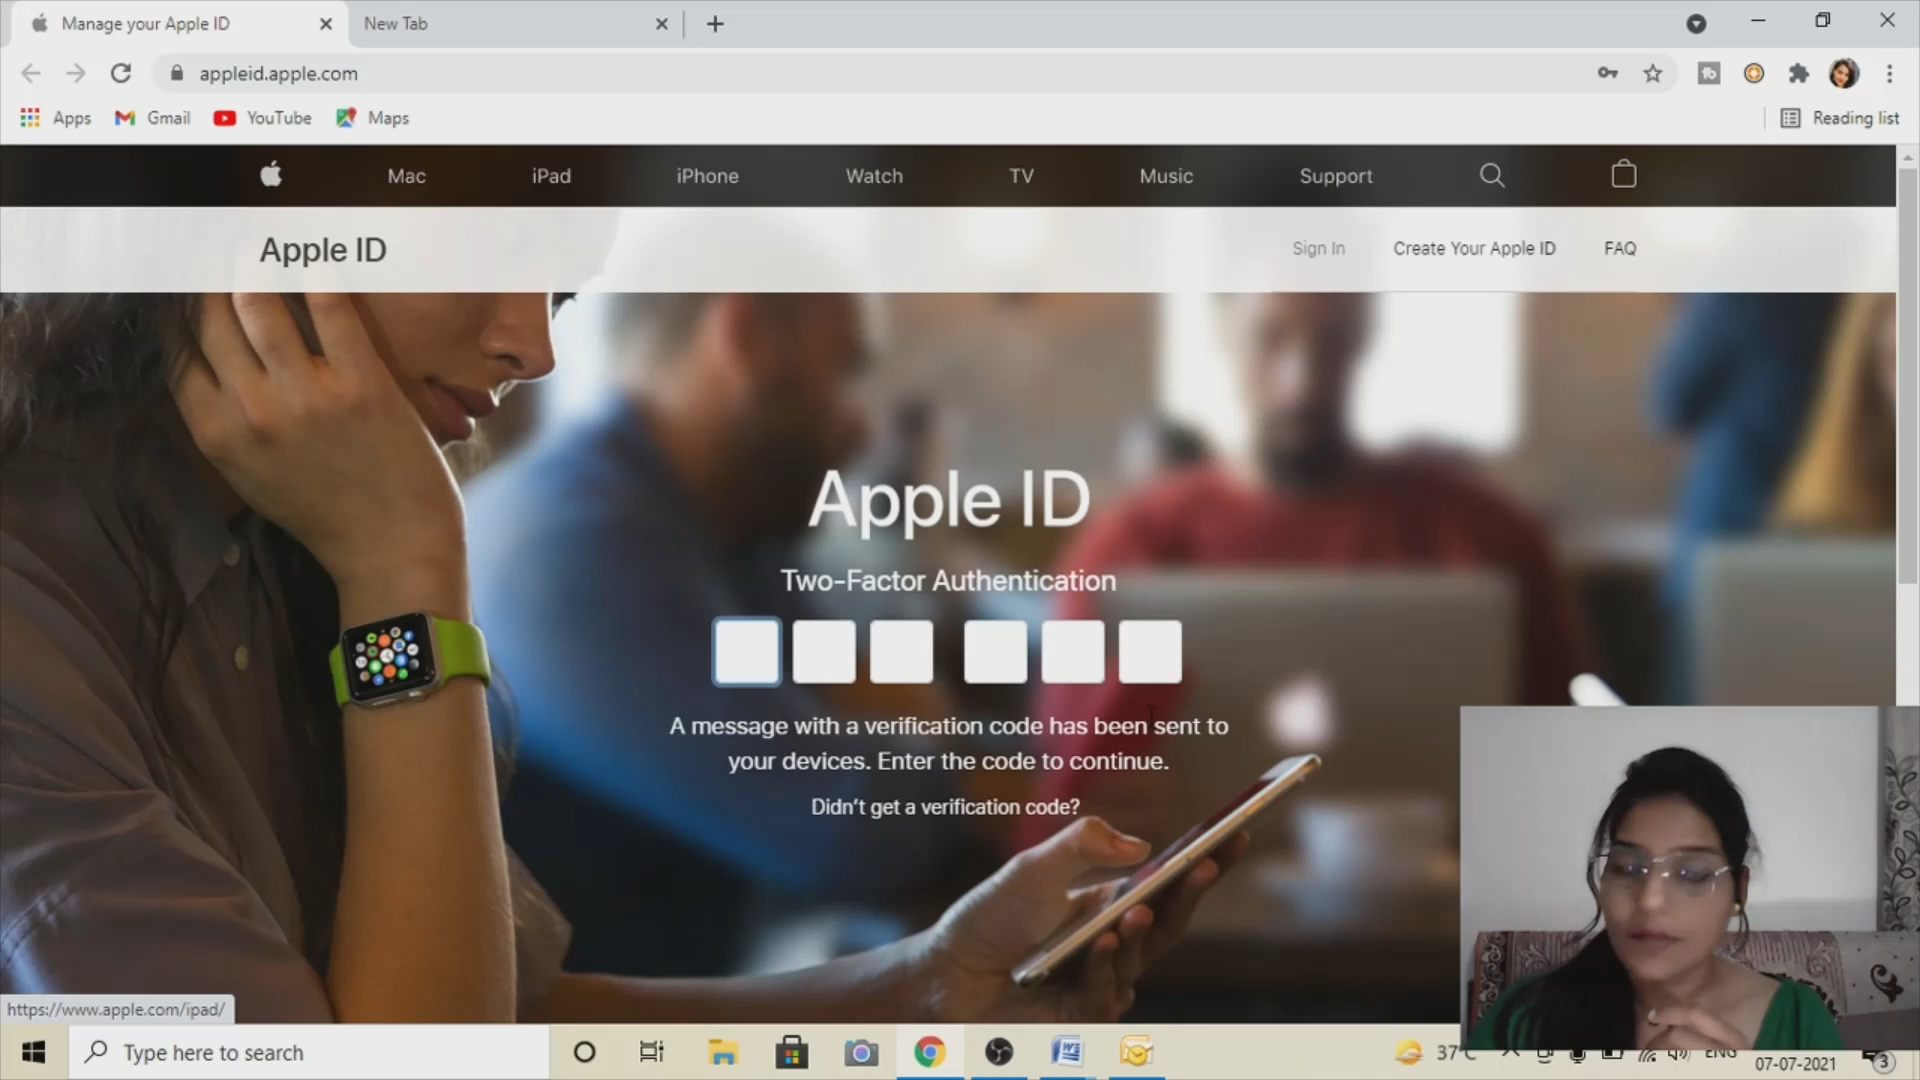 Manage your Apple ID
New Tab
appleid.apple.com
Apps
Gmail
YouTube
Maps
Reading list
Mac
iPad
iPhone
Watch
TV
Music
Support
Apple ID
Sign In
Create Your Apple ID
FAQ
Apple ID
Two-Factor Authentication
A message with a verification code has been sent to
your devices. Enter the code to continue.
Didn't get a verification code?
https://www.apple.com/ipad/
Type here to search
37°C
ENG
07-07-2021
3